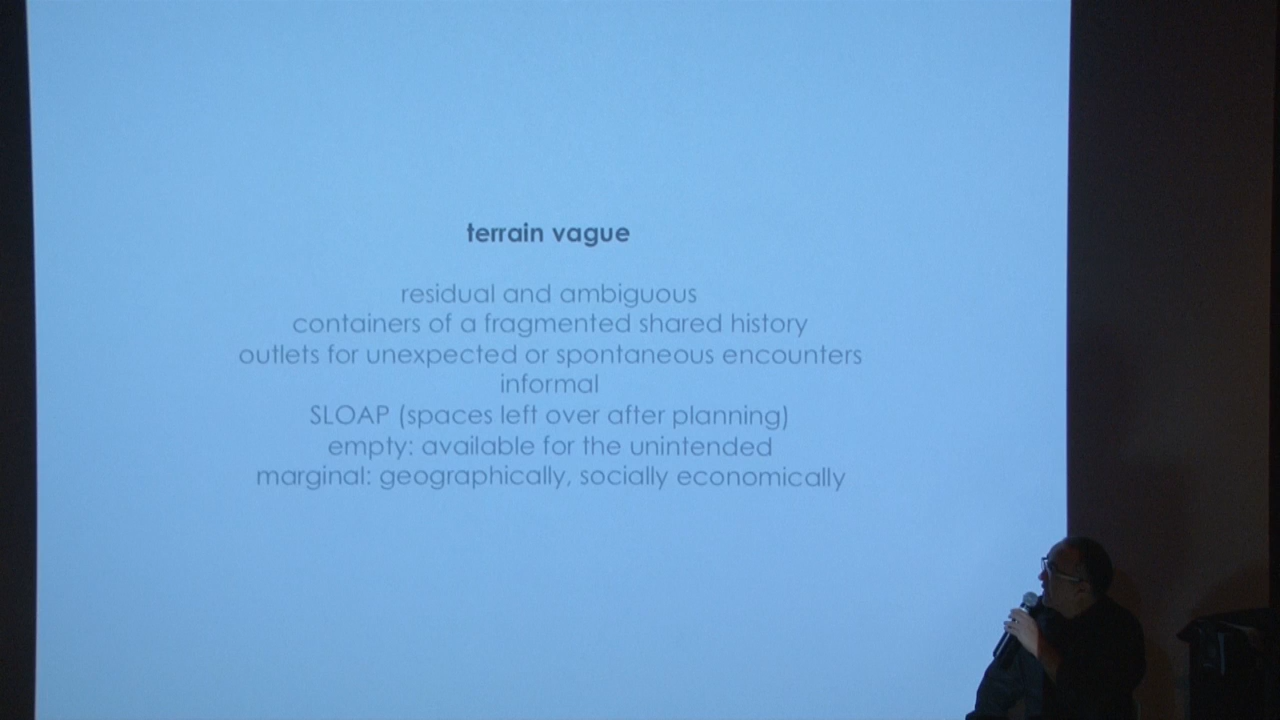 terrain vague
residual and ambiguous
containers of a fragmented shared history
outlets for unexpected or spontaneous encounters
informal
SLOAP (spaces left over after planning)
empty: available for the unintended
marginal: geographically, socially economically